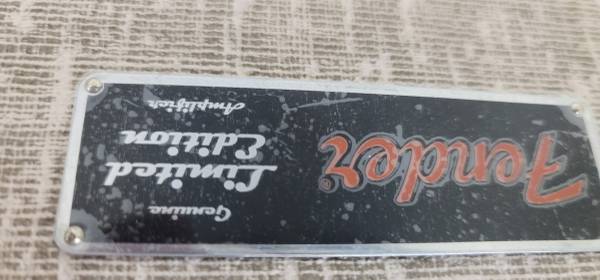 Fender®
Genuine
Limited
Edition
Amplifier